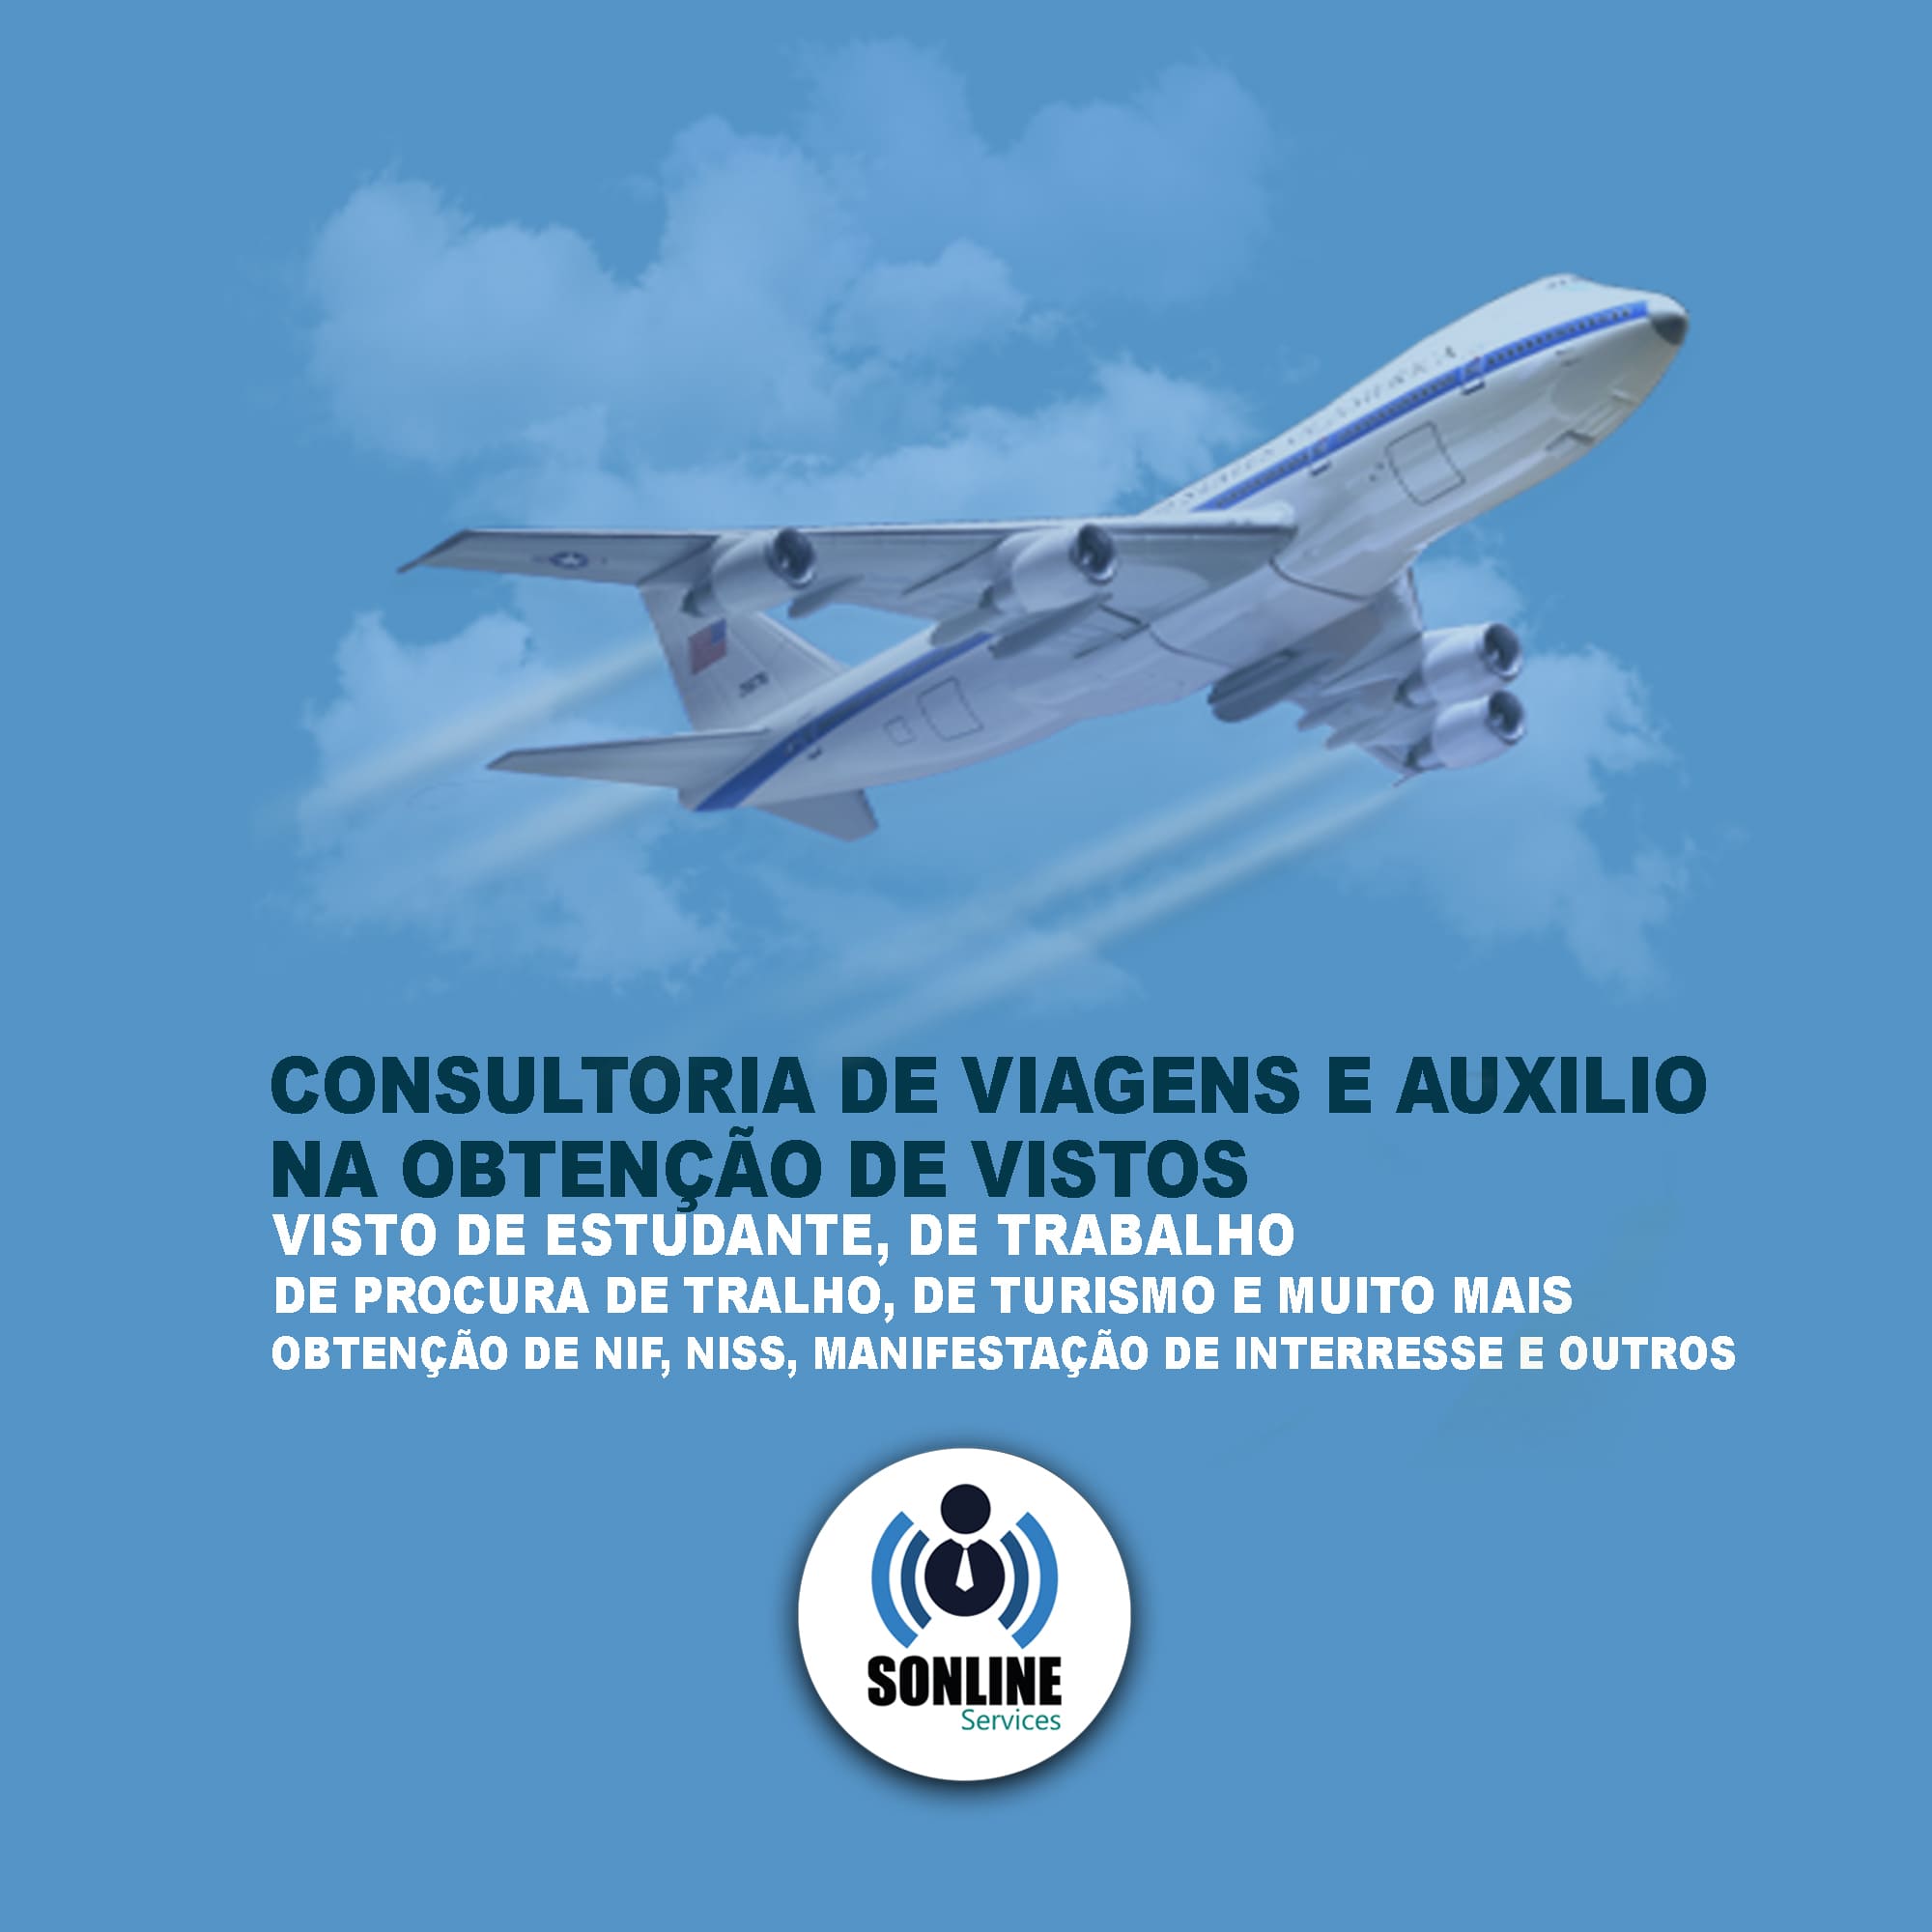 CONSULTORIA DE VIAGENS E AUXILIO
NA OBTENÇÃO DE VISTOS
VISTO DE ESTUDANTE, DE TRABALHO
DE PROCURA DE TRALHO, DE TURISMO E MUITO MAIS
OBTENÇÃO DE NIF, NISS, MANIFESTAÇÃO DE INTERRESSE E OUTROS
SONLINE
Services